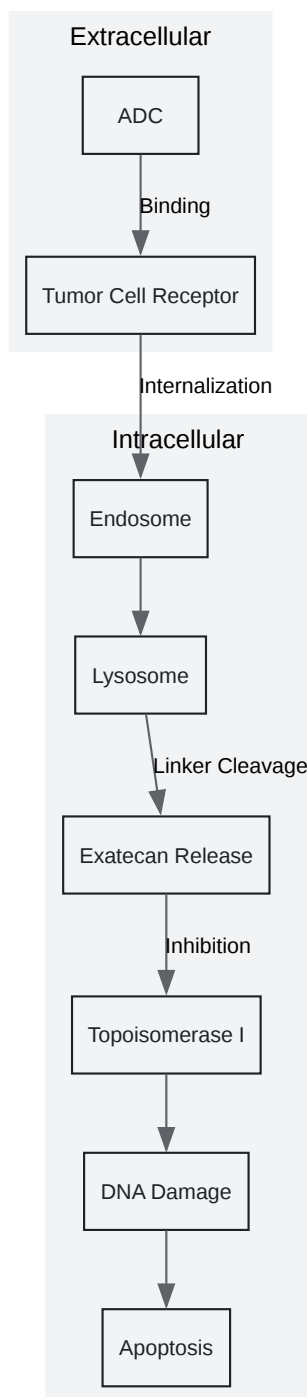 Extracellular
ADC
Binding
Tumor Cell Receptor
Internalization
Intracellular
Endosome
Lysosome
Linker Cleavage
Exatecan Release
Inhibition
Topoisomerase I
DNA Damage
Apoptosis